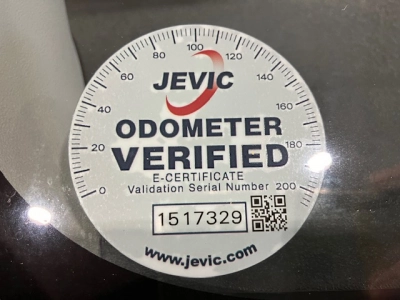 0 20 40 60 80 100 120 140 160 180 200
JEVIC
ODOMETER
VERIFIED
E-CERTIFICATE
Validation Serial Number
1517329
www.jevic.com